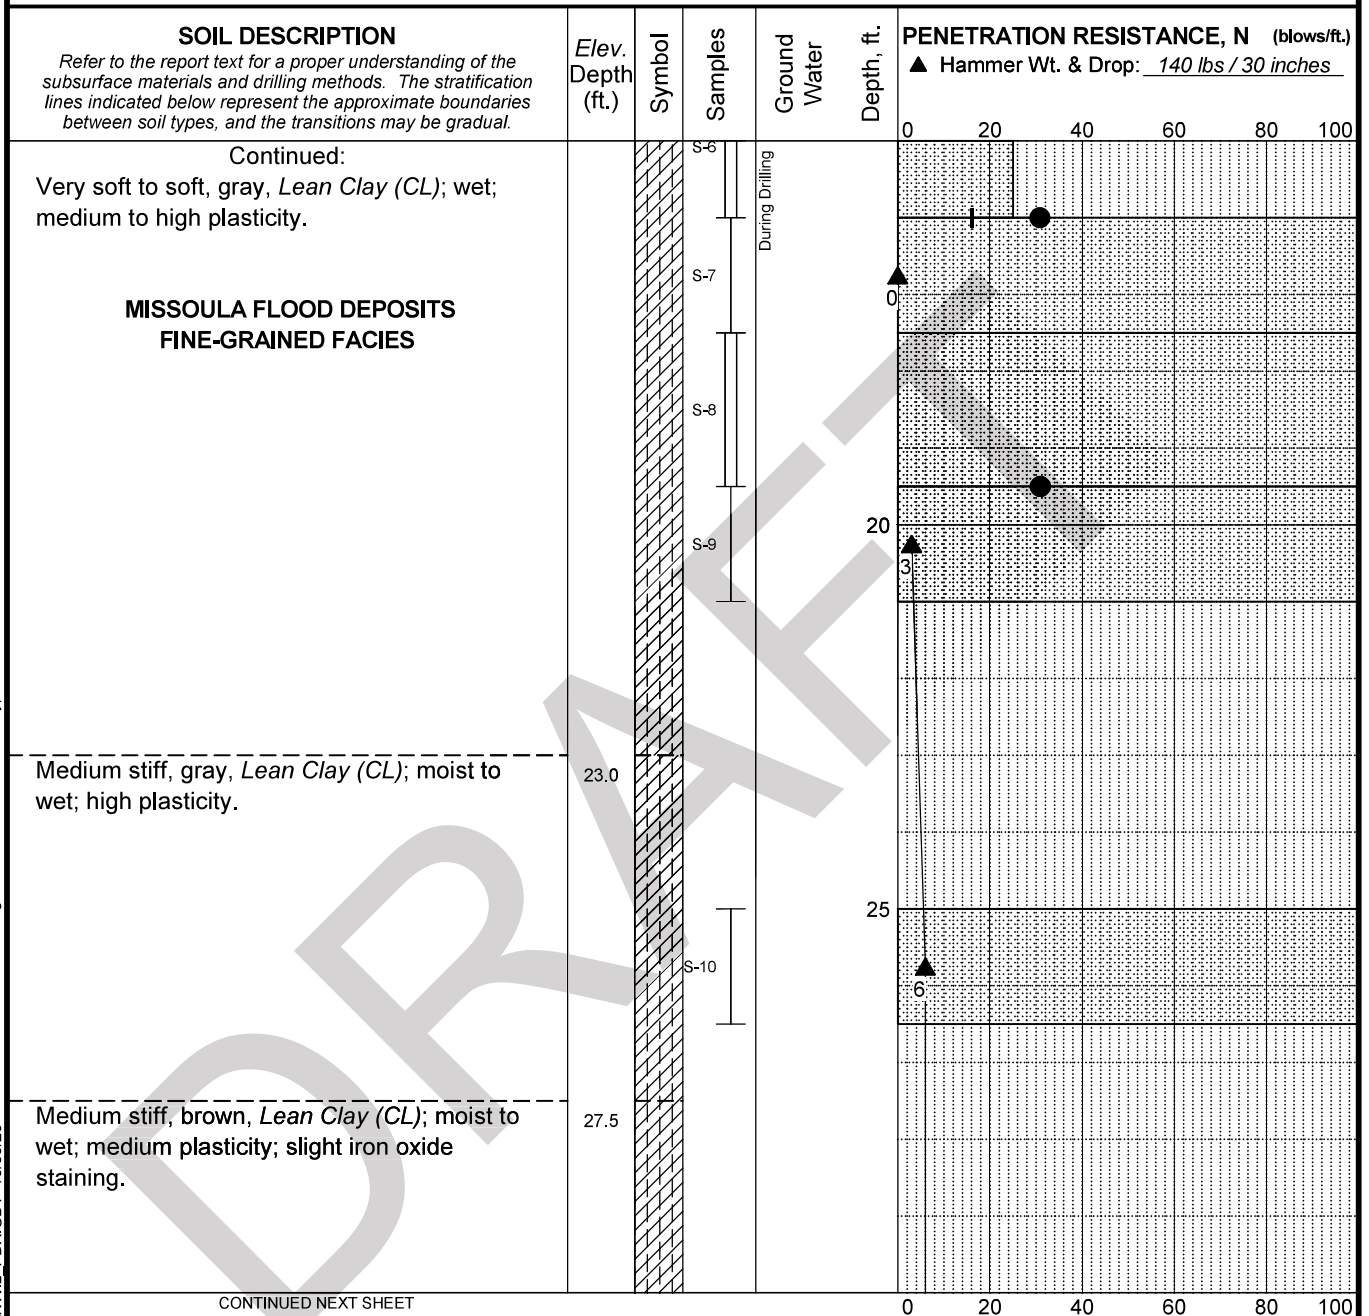 SOIL DESCRIPTION
Refer to the report text for a proper understanding of the
subsurface materials and drilling methods. The stratification
lines indicated below represent the approximate boundaries
between soil types, and the transitions may be gradual.
Elev.
Depth
(ft.)
Symbol
Samples
Ground
Water
Depth, ft.
PENETRATION RESISTANCE, N (blows/ft.)
▲ Hammer Wt. & Drop: 140 lbs / 30 inches
0 20 40 60 80 100
Continued:
Very soft to soft, gray, Lean Clay (CL); wet;
medium to high plasticity.
MISSOULA FLOOD DEPOSITS
FINE-GRAINED FACIES
S-6
During Drilling
S-7
0
S-8
20
S-9
3
Medium stiff, gray, Lean Clay (CL); moist to
wet; high plasticity.
23.0
25
S-10
6
Medium stiff, brown, Lean Clay (CL); moist to
wet; medium plasticity; slight iron oxide
staining.
27.5
CONTINUED NEXT SHEET
0 20 40 60 80 100
DRAFT